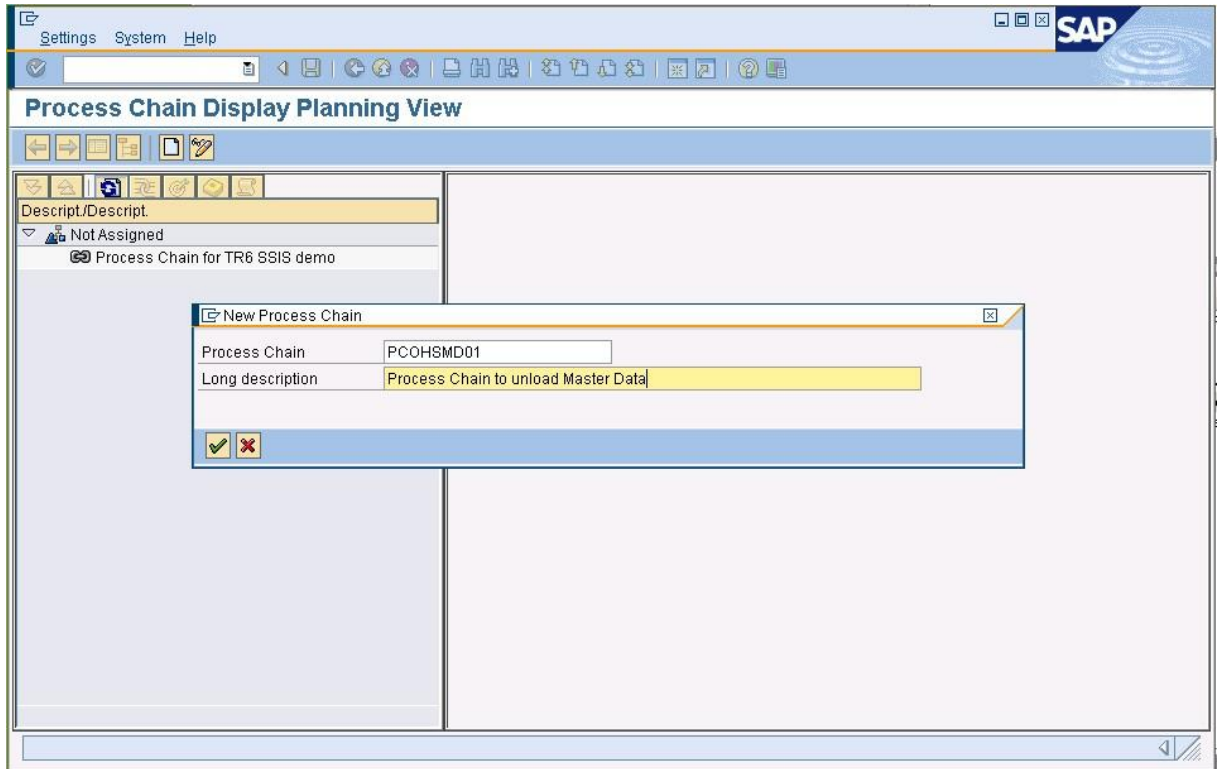 Settings System Help
SAP
Process Chain Display Planning View
Descript./Descript.
Not Assigned
Process Chain for TR6 SSIS demo
New Process Chain
Process Chain PCOHSMD01
Long description Process Chain to unload Master Data